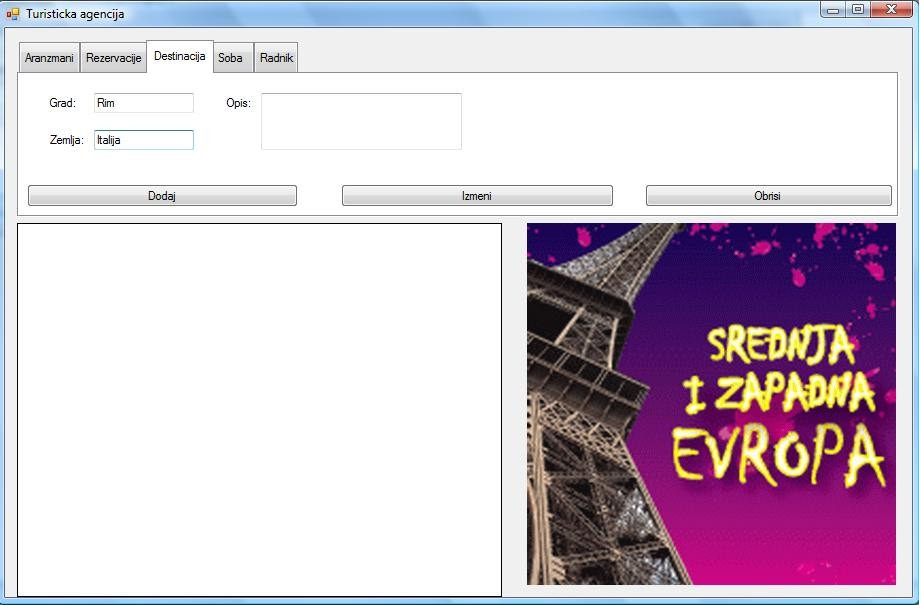 Turisticka agencija
Aranzmani Rezervacije Destinacija Soba Radnik
Grad: Rim Opis:
Zemlja: Italija
Dodaj Izmeni Obrisi
SREDNJA
I ZAPADNA
EVROPA